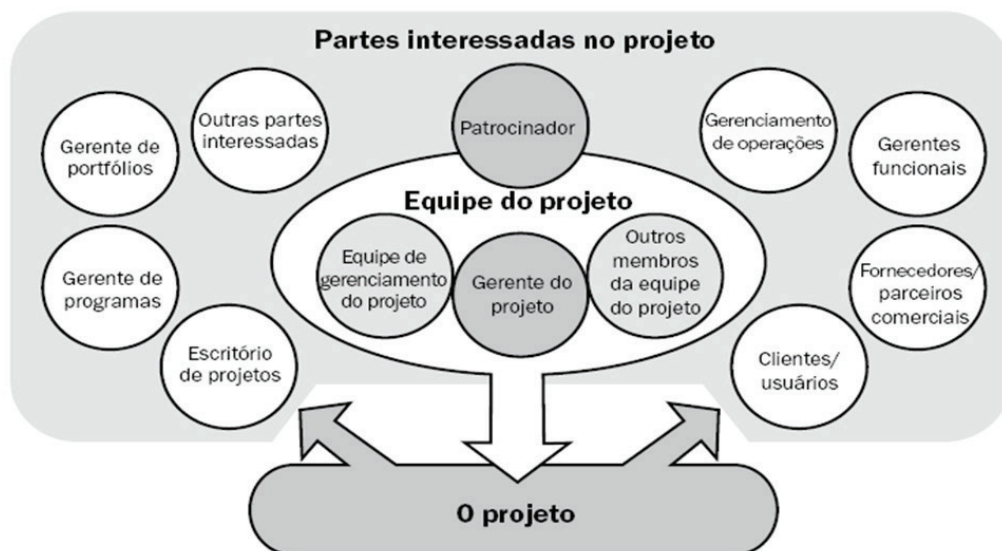 Partes interessadas no projeto
Gerente de
portfólios
Outras partes
interessadas
Patrocinador
Gerenciamento
de operações
Gerentes
funcionais
Equipe do projeto
Gerente de
programas
Equipe de
gerenciamento
do projeto
Gerente do
projeto
Outros
membros
da equipe
do projeto
Fornecedores/
parceiros
comerciais
Escritório
de projetos
Clientes/
usuários
O projeto